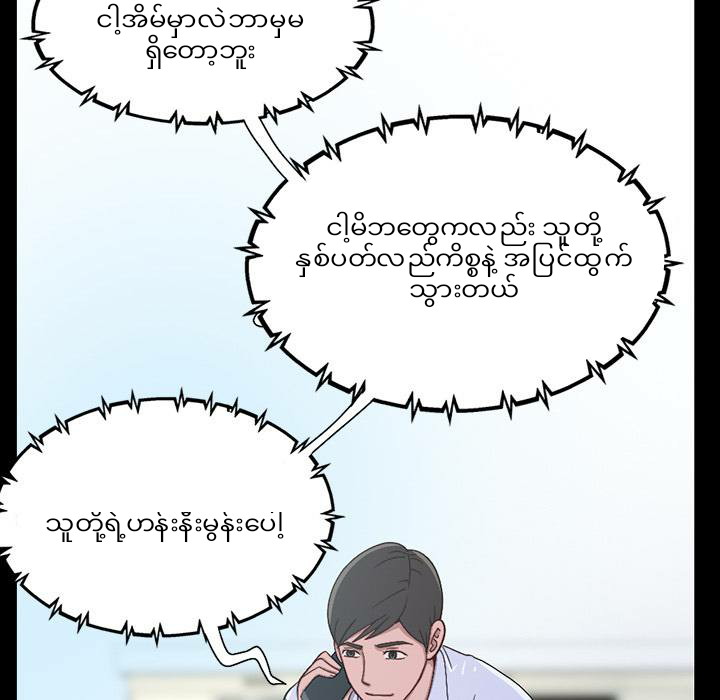 ငါ့အိမ်မှာလဲဘာမှမ
ရှိတော့ဘူး
ငါ့မိဘတွေကလည်း သူတို့
နှစ်ပတ်လည်ကိစ္စနဲ့ အပြင်ထွက်
သွားတယ်
သူတို့ရဲ့ဟန်းနီးမွန်းပေါ့